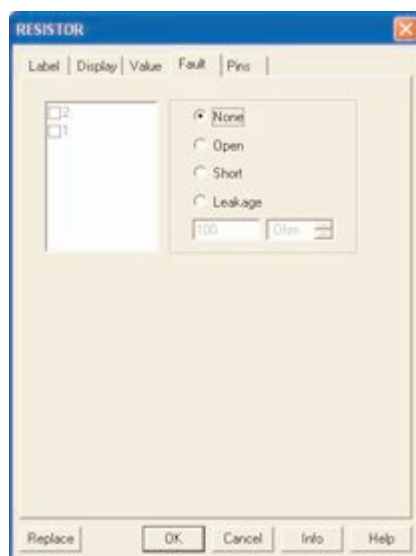 RESISTOR
Label Display Value Fault Pins
2
1
None
Open
Short
Leakage
100 Ohm
Replace OK Cancel Info Help